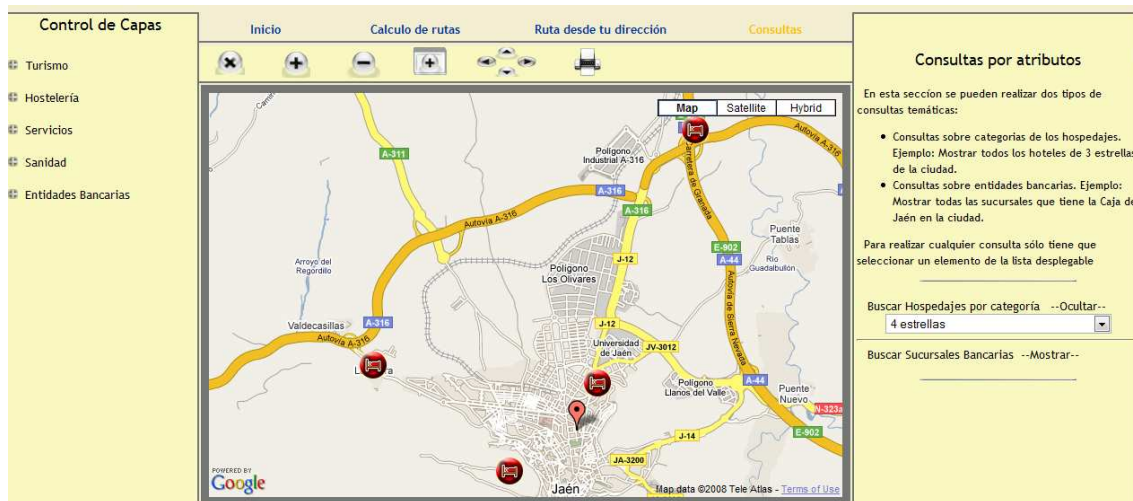 Control de Capas
Turismo
Hostelería
Servicios
Sanidad
Entidades Bancarias
Inicio
Calculo de rutas
Ruta desde tu dirección
Consultas
Map
Satellite
Hybrid
A-311
Polígono
Industrial A-316
Carretera de Granada
Autovía A-316
A-316
A-316
Autovía A-316
E-902
A-44
Puente
Tablas
Río
Guadalbullón
J-12
Arroyo del
Regordillo
Polígono
Los Olivares
Autovía de Sierra Nevada
Valdecasillas
A-316
Autovía A-316
J-12
Universidad
de Jaén
JV-3012
Polígono
Llanos del Valle
A-44
Puente
Nuevo
N-323a
E-902
J-14
JA-3200
Jaén
POWERED BY
Google
Map data ©2008 Tele Atlas - Terms of Use
Consultas por atributos
En esta seccíon se pueden realizar dos tipos de
consultas temáticas:
Consultas sobre categorias de los hospedajes.
Ejemplo: Mostrar todos los hoteles de 3 estrellas
de la ciudad.
Consultas sobre entidades bancarias. Ejemplo:
Mostrar todas las sucursales que tiene la Caja de
Jaén en la ciudad.
Para realizar cualquier consulta sólo tiene que
seleccionar un elemento de la lista desplegable
Buscar Hospedajes por categoría --Ocultar--
4 estrellas
Buscar Sucursales Bancarias --Mostrar--